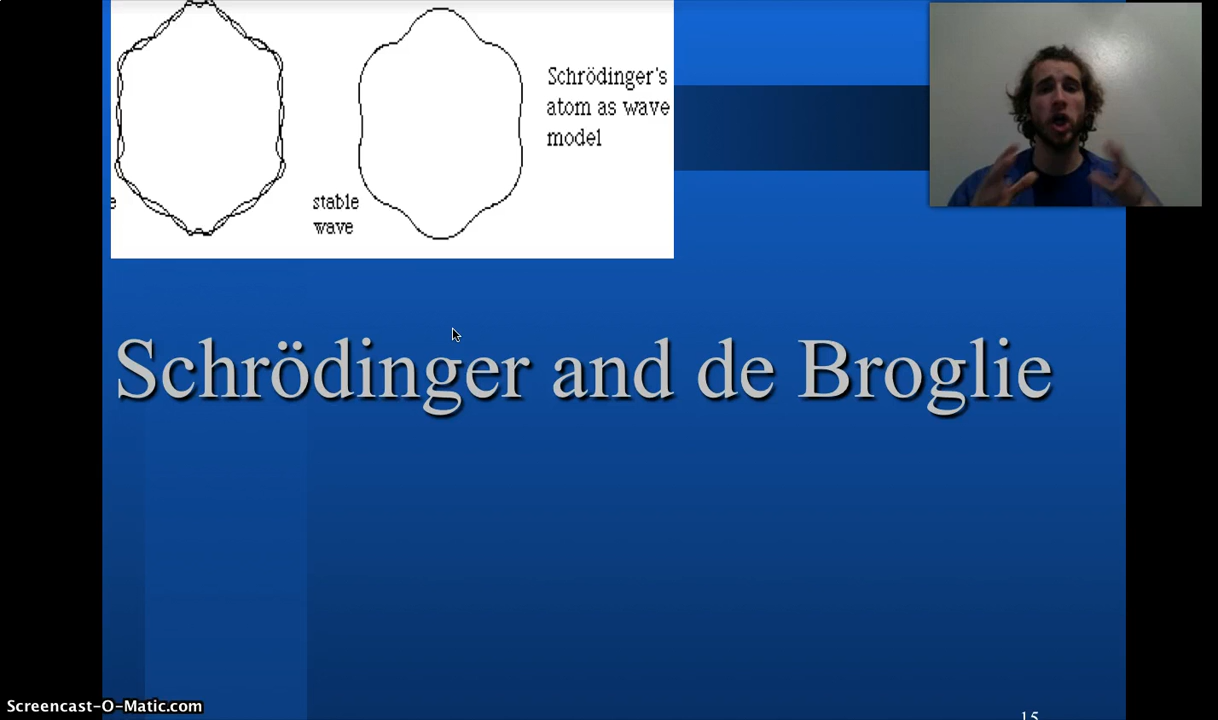 Schrödinger's
atom as wave
model
e
stable
wave
Schrödinger and de Broglie
15
Screencast-O-Matic.com